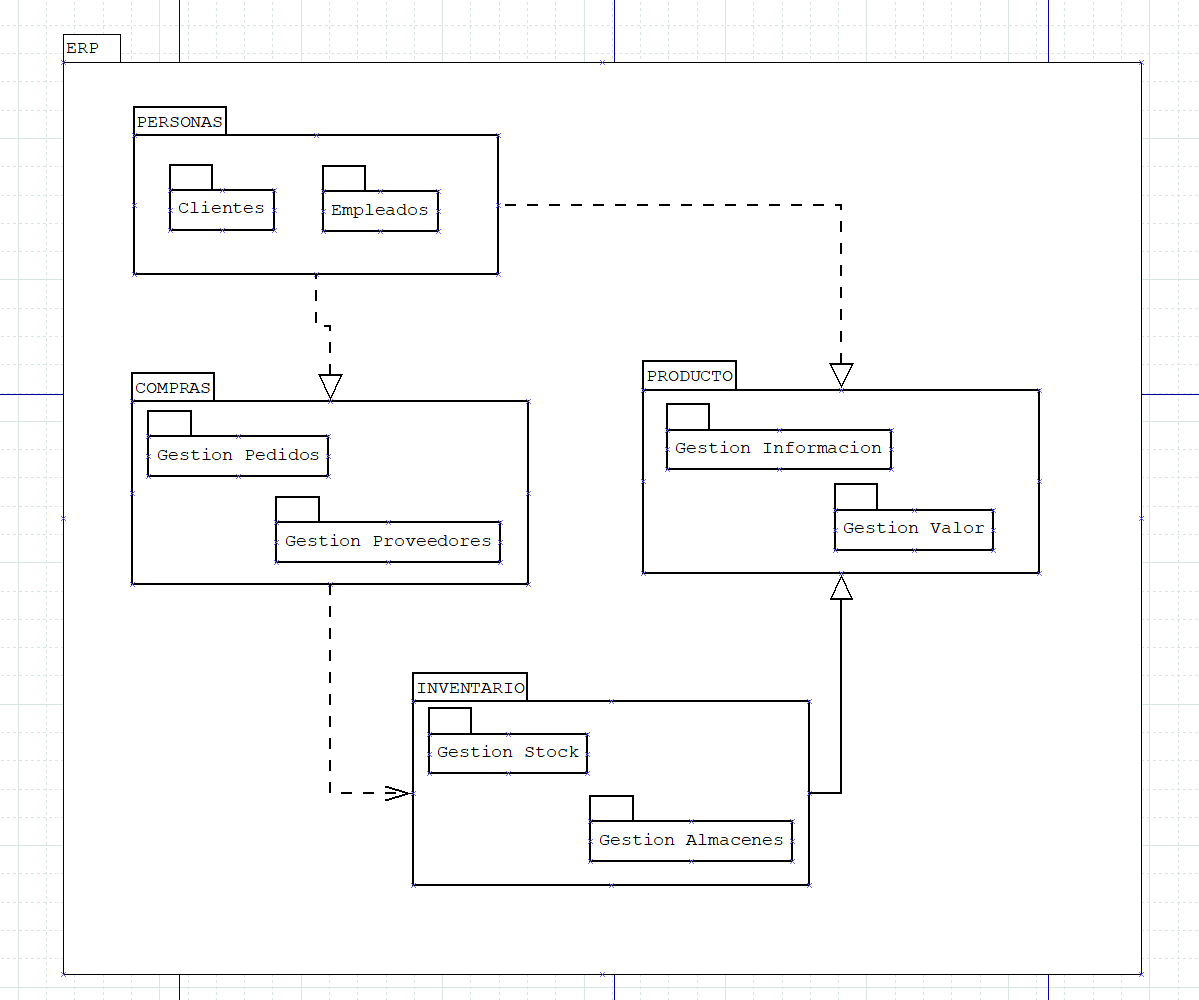 ERP
PERSONAS
Clientes
Empleados
COMPRAS
Gestion Pedidos
Gestion Proveedores
PRODUCTO
Gestion Informacion
Gestion Valor
INVENTARIO
Gestion Stock
Gestion Almacenes